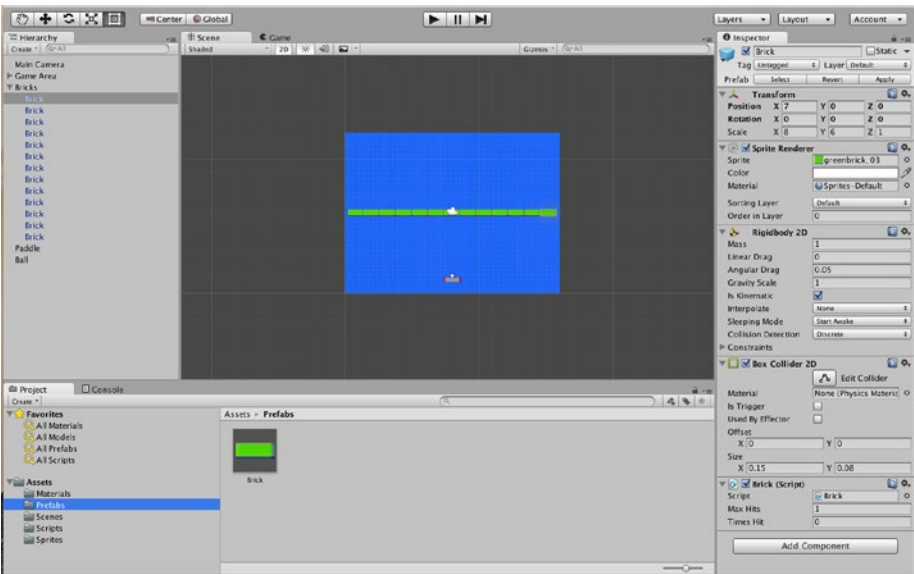 Center Global Layers Layout Account
Hierarchy
Create All
Main Camera
Game Area
Bricks
Brick
Brick
Brick
Brick
Brick
Brick
Brick
Brick
Brick
Brick
Brick
Brick
Brick
Paddle
Ball
Scene Game
Shaded 2D Gizmos All
Inspector
Brick Static
Tag Untagged Layer Default
Prefab Select Revert Apply
Transform
Position X 7 Y 0 Z 0
Rotation X 0 Y 0 Z 0
Scale X 8 Y 6 Z 1
Sprite Renderer
Sprite greenbrick_03
Color
Material Sprites-Default
Sorting Layer Default
Order in Layer 0
Rigidbody 2D
Mass 1
Linear Drag 0
Angular Drag 0.05
Gravity Scale 1
Is Kinematic
Interpolate None
Sleeping Mode Start Awake
Collision Detection Discrete
Constraints
Box Collider 2D
Edit Collider
Material None (Physics Materia
Is Trigger
Used By Effector
Offset
X 0 Y 0
Size
X 0.15 Y 0.08
Brick (Script)
Script Brick
Max Hits 1
Times Hit 0
Add Component
Project Console
Create
Favorites
All Materials
All Models
All Prefabs
All Scripts
Assets
Materials
Prefabs
Scenes
Scripts
Sprites
Assets Prefabs
Brick